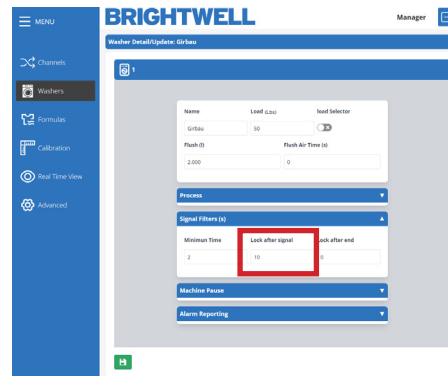 MENU
BRIGHTWELL
Manager
Washer Detail/Update: Girbau
Channels
Washers
Formulas
Calibration
Real Time View
Advanced
1
Name Load (Lbs) load Selector
Girbau 50
Flush (l) Flush Air Time (s)
2.000 0
Process
Signal Filters (s)
Minimun Time Lock after signal Lock after end
2 10 0
Machine Pause
Alarm Reporting